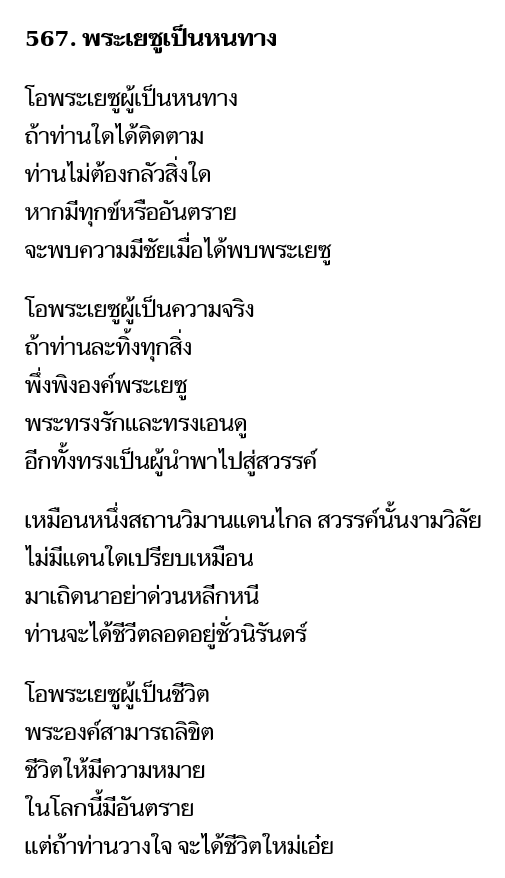 567. พระเยซูเป็นหนทาง
โอพระเยซูผู้เป็นหนทาง
ถ้าท่านใดได้ติดตาม
ท่านไม่ต้องกลัวสิ่งใด
หากมีทุกข์หรืออันตราย
จะพบความมีชัยเมื่อได้พบพระเยซู
โอพระเยซูผู้เป็นความจริง
ถ้าท่านละทิ้งทุกสิ่ง
พึ่งพิงองค์พระเยซู
พระทรงรักและทรงเอนดู
อีกทั้งทรงเป็นผู้นำพาไปสู่สวรรค์
เหมือนหนึ่งสถานวิมานแดนไกล สวรรค์นั้นงามวิลัย
ไม่มีแดนใดเปรียบเหมือน
มาเถิดนาอย่าด่วนหลีกหนี
ท่านจะได้ชีวีตลอดอยู่ชั่วนิรันดร์
โอพระเยซูผู้เป็นชีวิต
พระองค์สามารถลิขิต
ชีวิตให้มีความหมาย
ในโลกนี้มีอันตราย
แต่ถ้าท่านวางใจ จะได้ชีวิตใหม่เอ๋ย